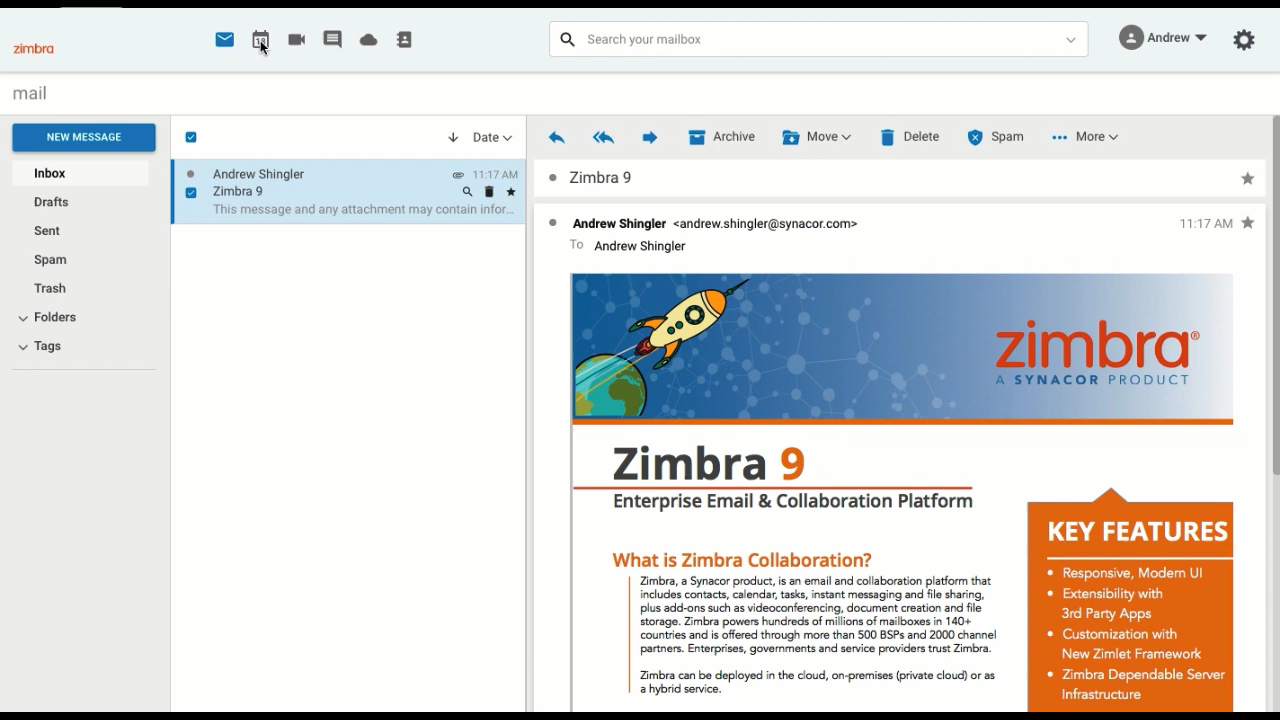 zimbra
18
Search your mailbox
Andrew
mail
NEW MESSAGE
Inbox
Drafts
Sent
Spam
Trash
Folders
Tags
Date
Andrew Shingler
11:17 AM
Zimbra 9
This message and any attachment may contain infor...
Archive
Move
Delete
Spam
More
Zimbra 9
Andrew Shingler <andrew.shingler@synacor.com>
11:17 AM
To Andrew Shingler
zimbra®
A SYNACOR PRODUCT
Zimbra 9
Enterprise Email & Collaboration Platform
What is Zimbra Collaboration?
Zimbra, a Synacor product, is an email and collaboration platform that
includes contacts, calendar, tasks, instant messaging and file sharing,
plus add-ons such as videoconferencing, document creation and file
storage. Zimbra powers hundreds of millions of mailboxes in 140+
countries and is offered through more than 500 BSPs and 2000 channel
partners. Enterprises, governments and service providers trust Zimbra.
Zimbra can be deployed in the cloud, on-premises (private cloud) or as
a hybrid service.
KEY FEATURES
• Responsive, Modern UI
• Extensibility with
3rd Party Apps
• Customization with
New Zimlet Framework
• Zimbra Dependable Server
Infrastructure